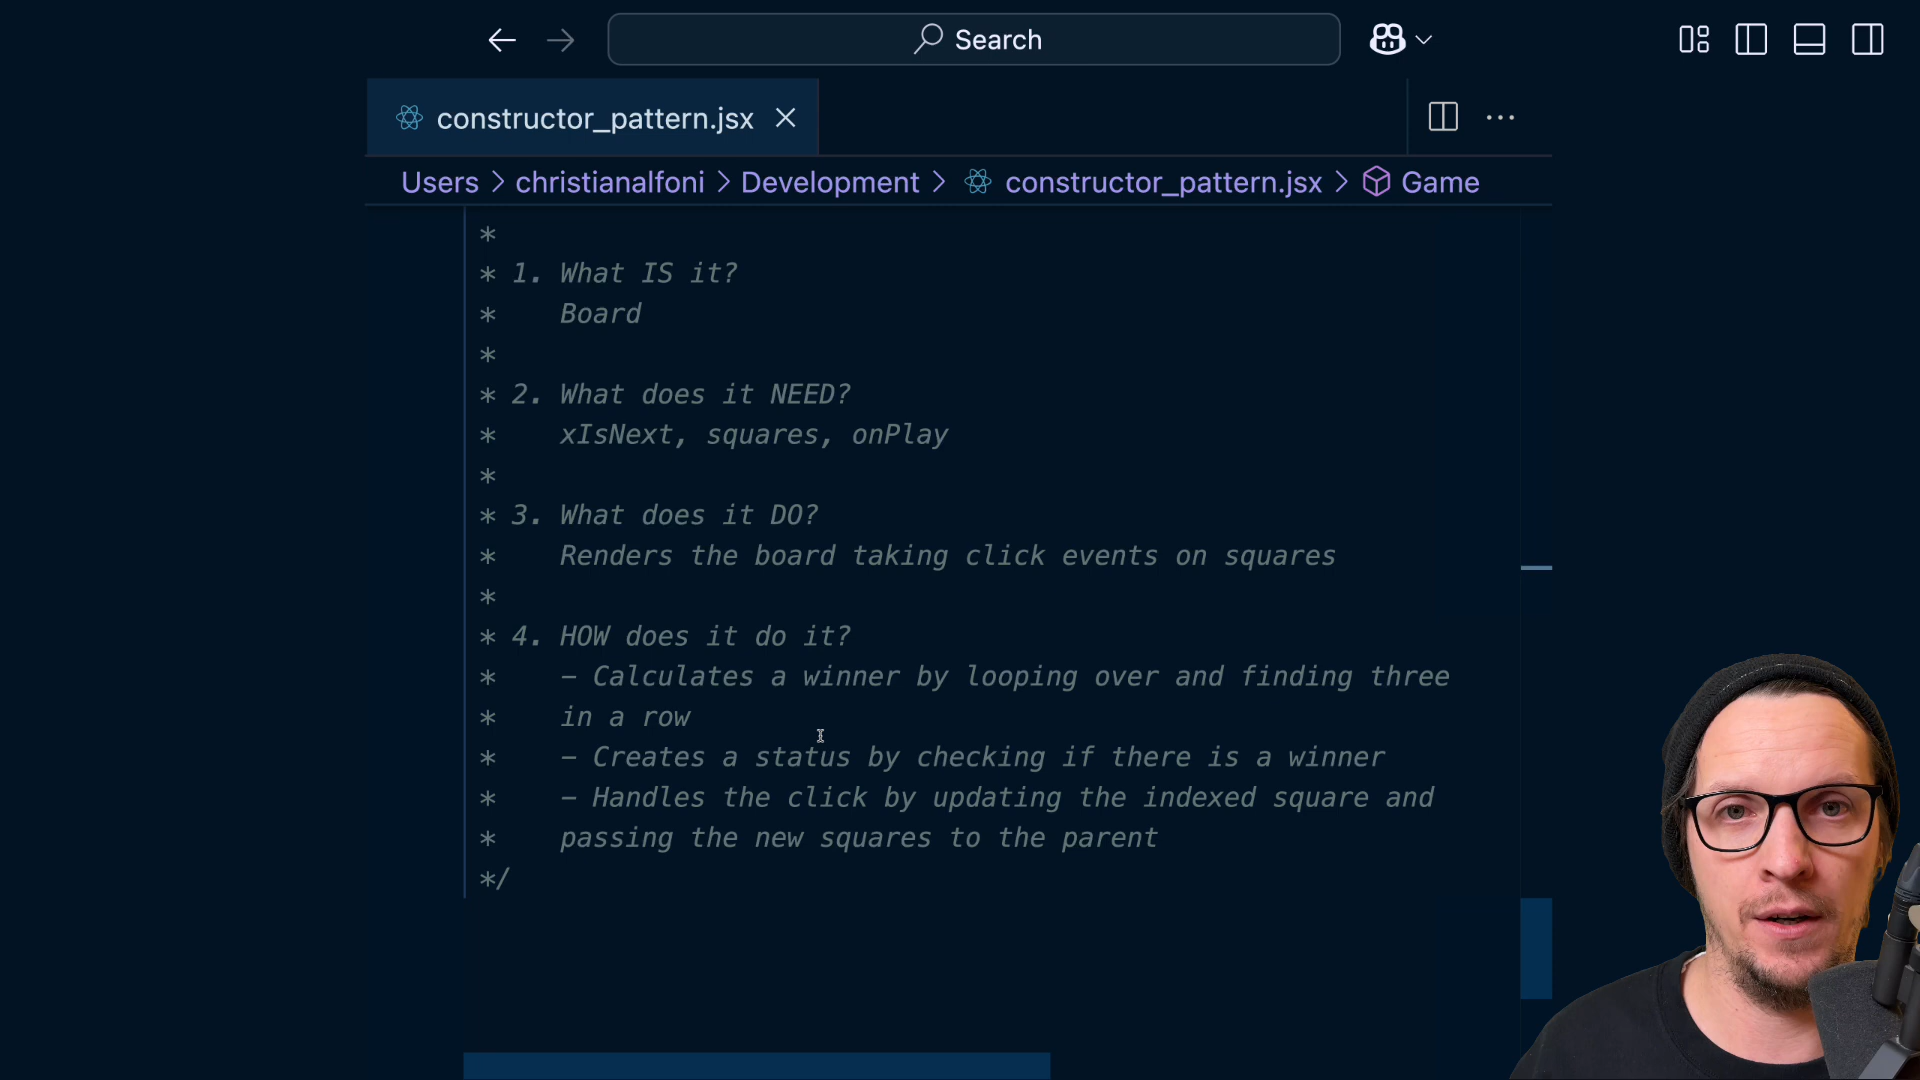 Search
constructor_pattern.jsx
Users > christianalfoni > Development > constructor_pattern.jsx > Game
*
* 1. What IS it?
* Board
*
* 2. What does it NEED?
* xIsNext, squares, onPlay
*
* 3. What does it DO?
* Renders the board taking click events on squares
*
* 4. HOW does it do it?
* – Calculates a winner by looping over and finding three
* in a row
* – Creates a status by checking if there is a winner
* – Handles the click by updating the indexed square and
* passing the new squares to the parent
*/